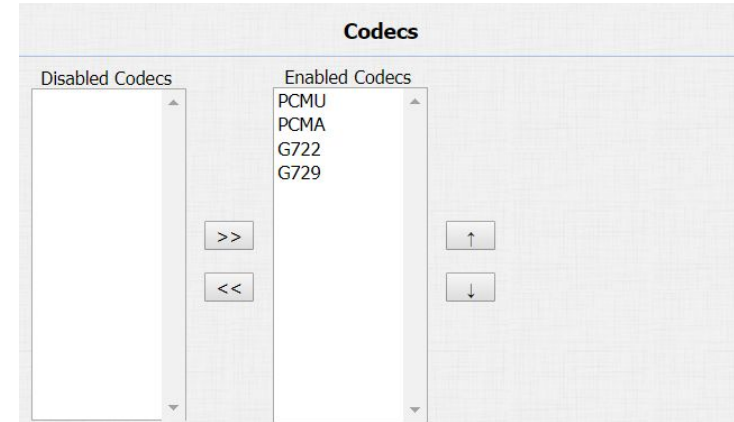 Codecs
Disabled Codecs
Enabled Codecs
PCMU
PCMA
G722
G729
>>
↑
<<
↓